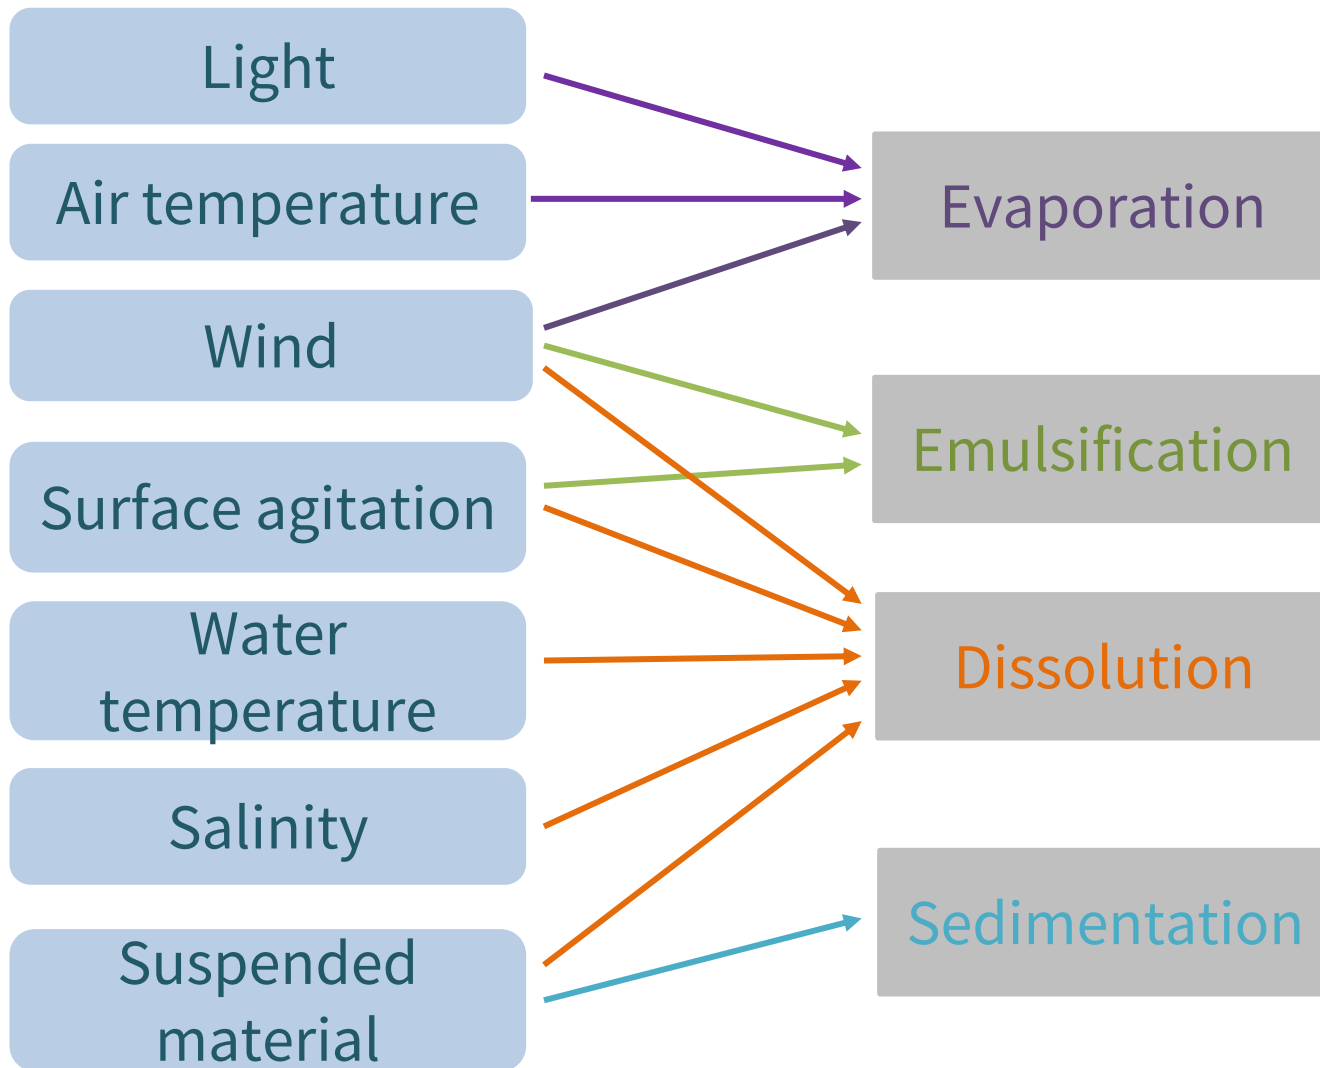 Light
Air temperature
Wind
Surface agitation
Water
temperature
Salinity
Suspended
material
Evaporation
Emulsification
Dissolution
Sedimentation